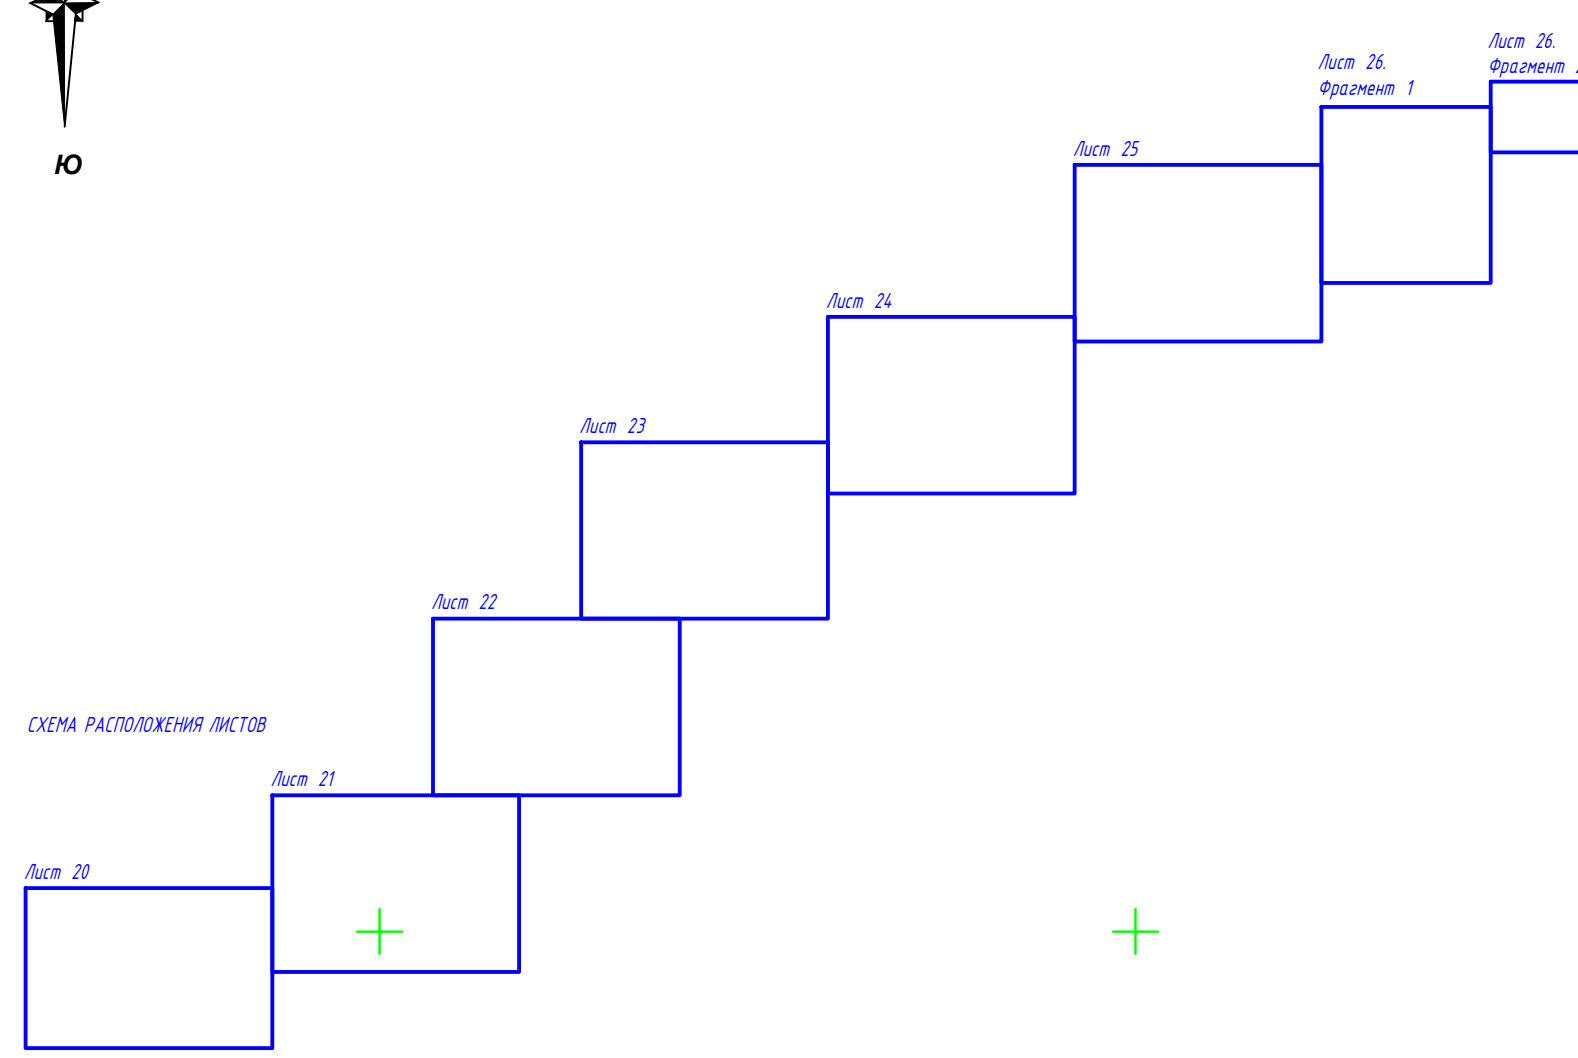 Лист 26.
Фрагмент
Лист 26.
Фрагмент 1
Лист 25
Ю
Лист 24
Лист 23
Лист 22
СХЕМА РАСПОЛОЖЕНИЯ ЛИСТОВ
Лист 21
Лист 20